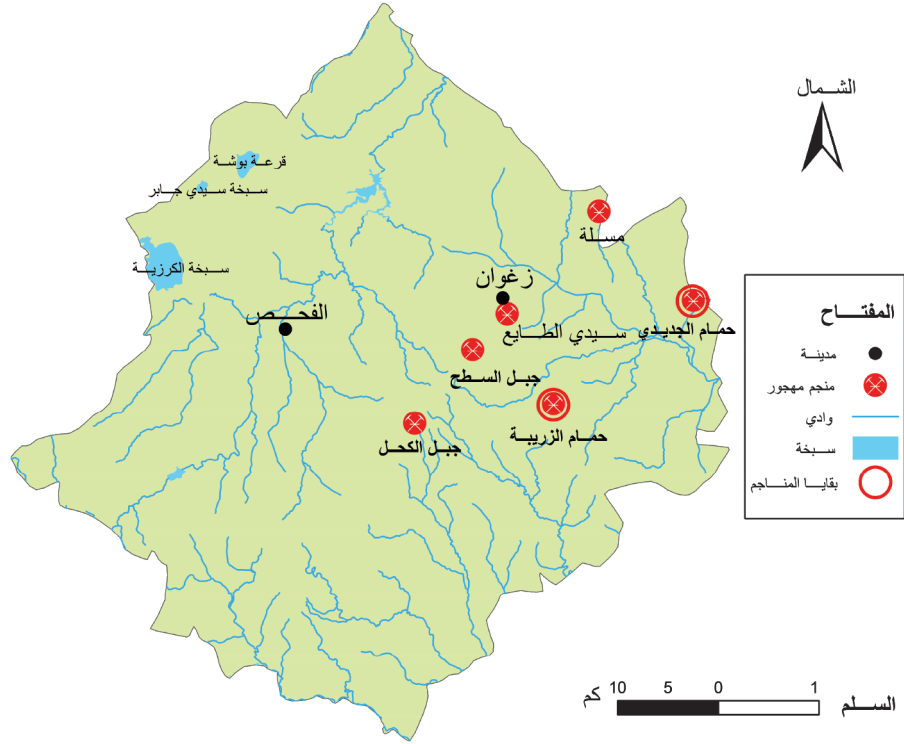 الشمال
قرعة بوشة
سبخة سيدي جابر
مسلة
سبخة الكرزية
زغوان
الفحص
سيدي الطايع
حمام الجديدي
جبل السطح
حمام الزريبة
جبل الكحل
المفتاح
مدينة
منجم مهجور
وادي
سبخة
بقايا المناجم
السلم
1 0 5 10 كم